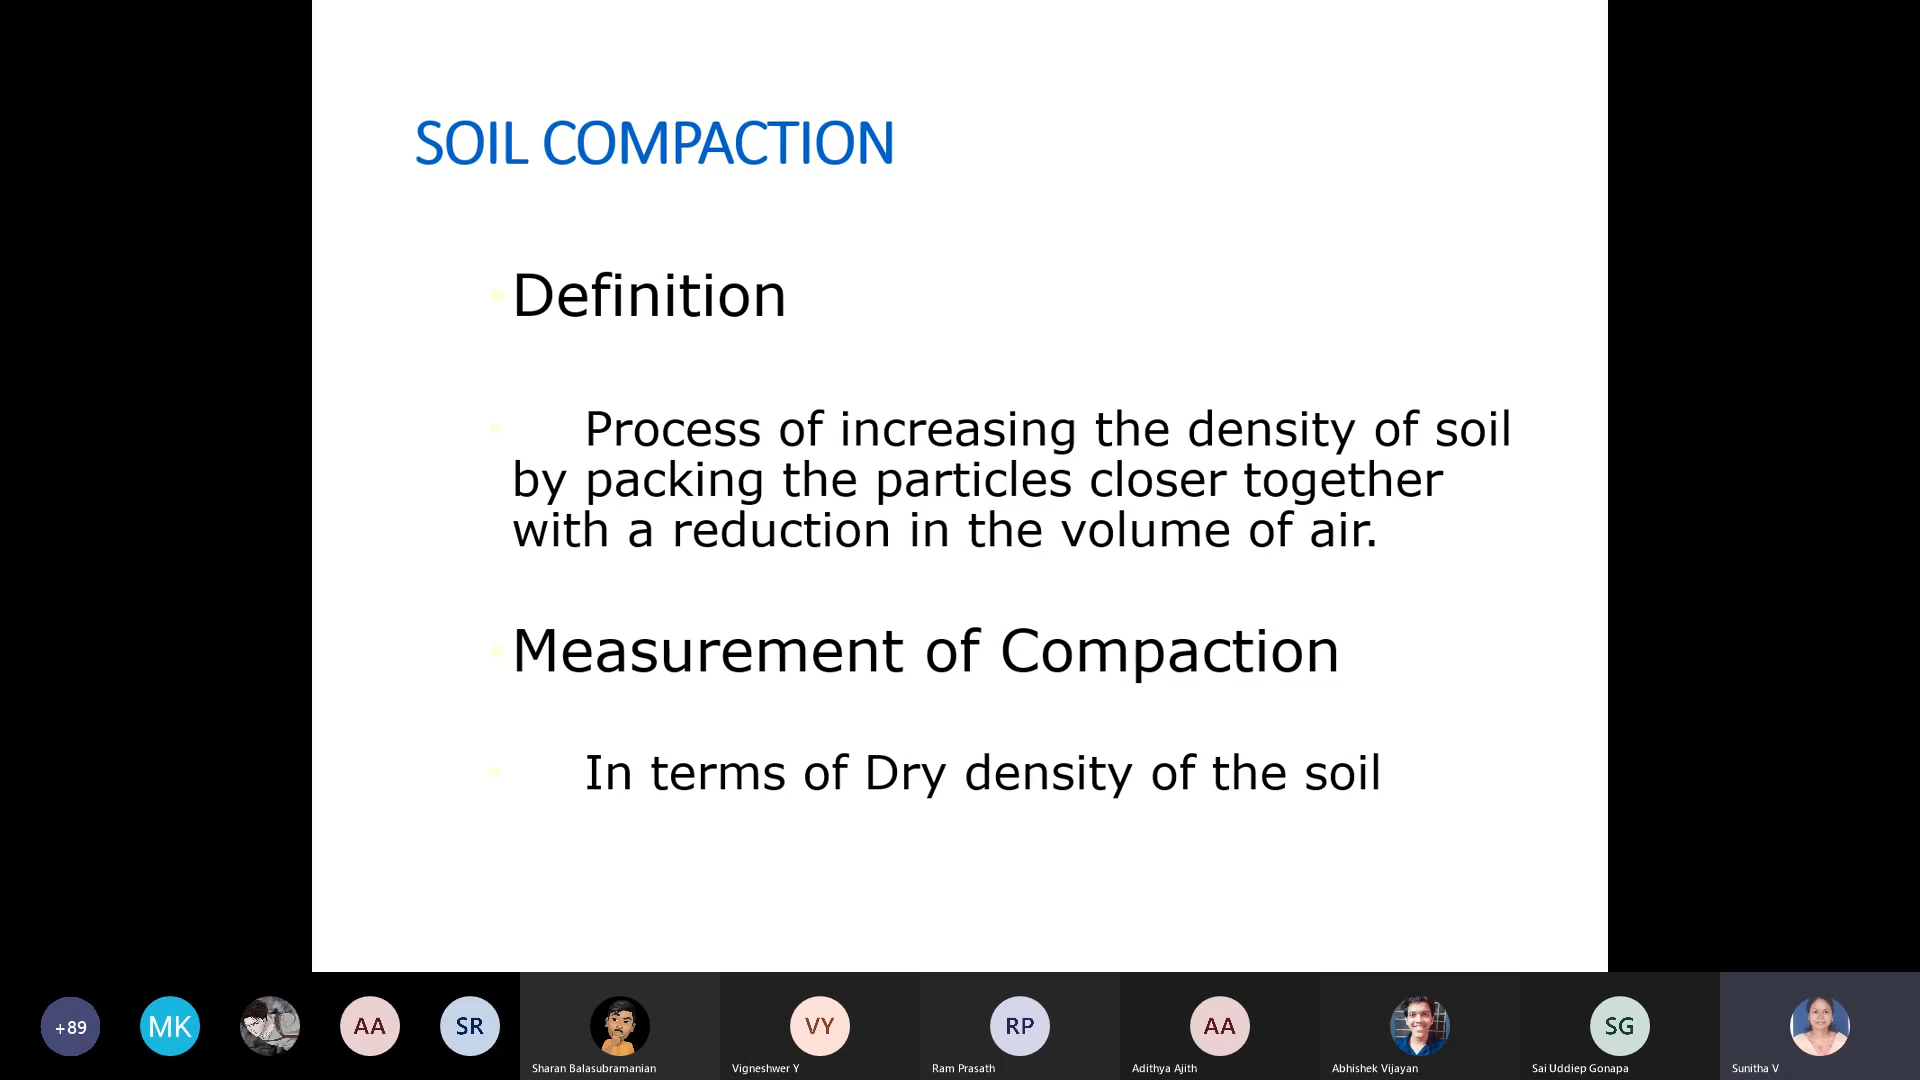 SOIL COMPACTION
•Definition
• Process of increasing the density of soil
by packing the particles closer together
with a reduction in the volume of air.
•Measurement of Compaction
• In terms of Dry density of the soil
+89
MK
AA
SR
VY
RP
AA
SG
Sharan Balasubramanian
Vigneshwer Y
Ram Prasath
Adithya Ajith
Abhishek Vijayan
Sai Uddiep Gonapa
Sunitha V